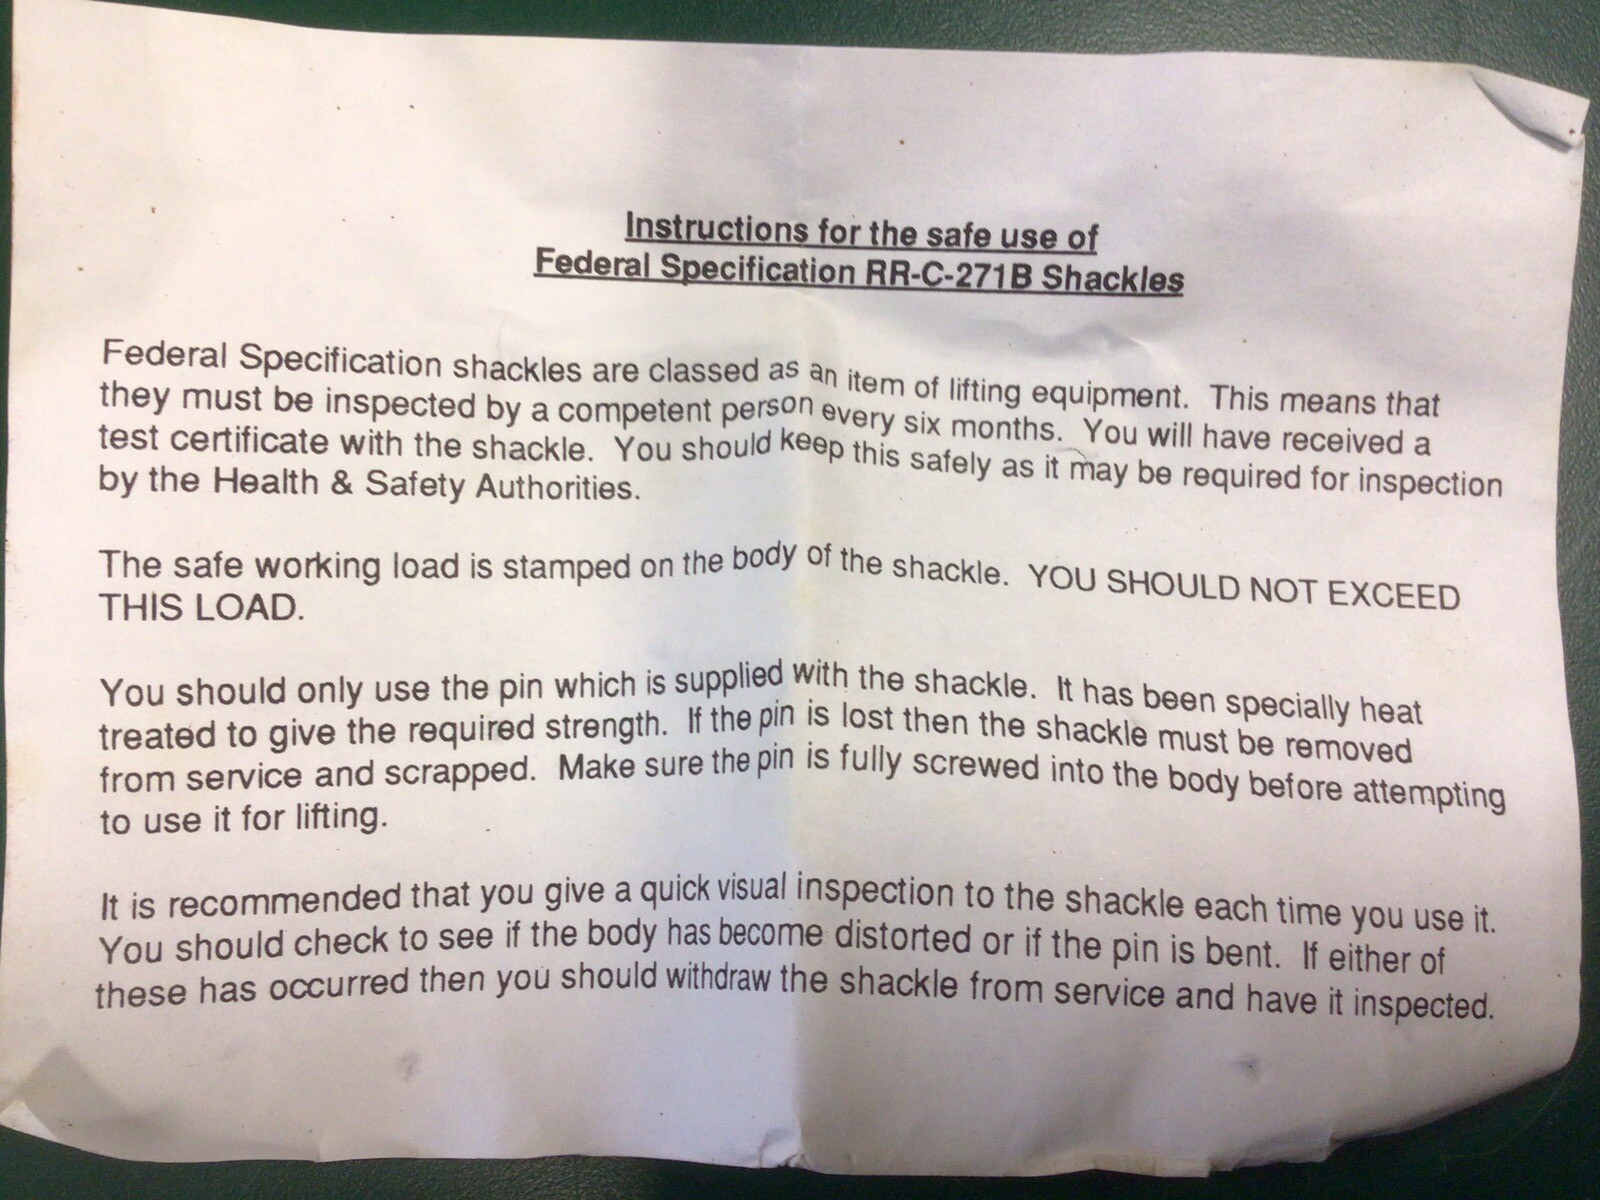 Instructions for the safe use of
Federal Specification RR-C-271B Shackles
Federal Specification shackles are classed as an item of lifting equipment. This means that
they must be inspected by a competent person every six months. You will have received a
test certificate with the shackle. You should keep this safely as it may be required for inspection
by the Health & Safety Authorities.
The safe working load is stamped on the body of the shackle. YOU SHOULD NOT EXCEED
THIS LOAD.
You should only use the pin which is supplied with the shackle. It has been specially heat
treated to give the required strength. If the pin is lost then the shackle must be removed
from service and scrapped. Make sure the pin is fully screwed into the body before attempting
to use it for lifting.
It is recommended that you give a quick visual inspection to the shackle each time you use it.
You should check to see if the body has become distorted or if the pin is bent. If either of
these has occurred then you should withdraw the shackle from service and have it inspected.